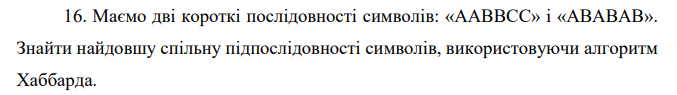 16. Маємо дві короткі послідовності символів: «AABBCC» і «ABABAB».
Знайти найдовшу спільну підпослідовності символів, використовуючи алгоритм
Хаббарда.